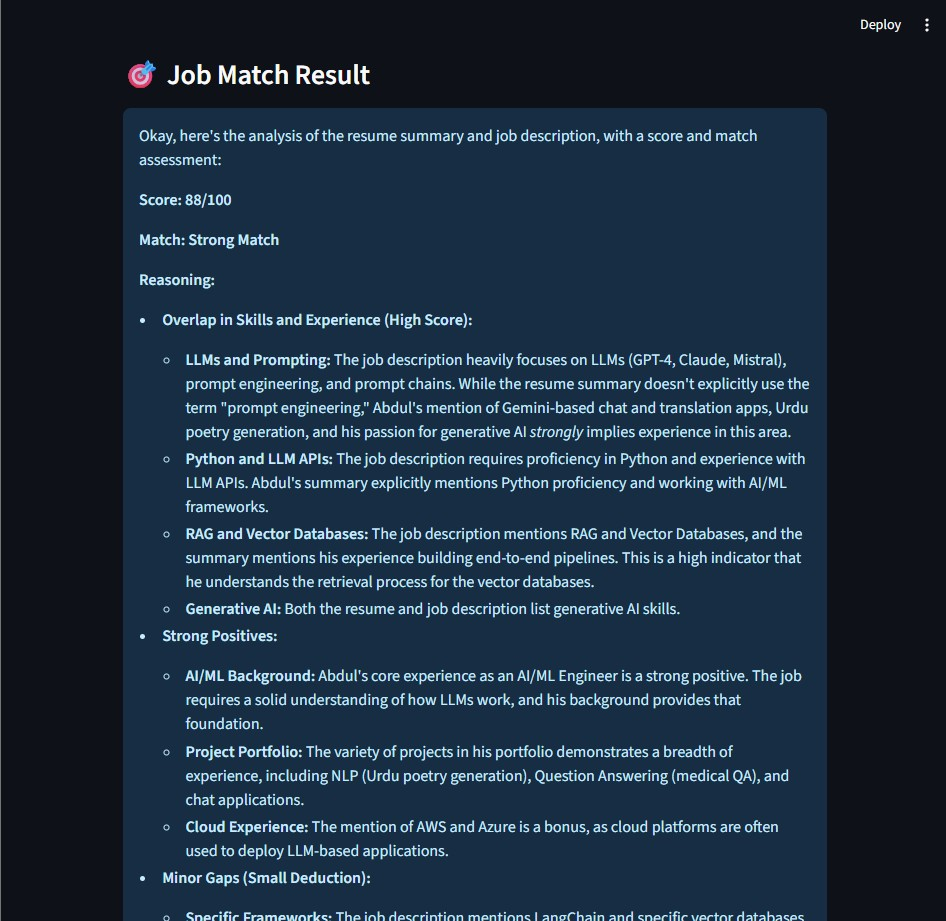 Deploy
Job Match Result
Okay, here's the analysis of the resume summary and job description, with a score and match
assessment:
Score: 88/100
Match: Strong Match
Reasoning:
• Overlap in Skills and Experience (High Score):
◦ LLMs and Prompting: The job description heavily focuses on LLMs (GPT-4, Claude, Mistral),
prompt engineering, and prompt chains. While the resume summary doesn't explicitly use the
term "prompt engineering," Abdul's mention of Gemini-based chat and translation apps, Urdu
poetry generation, and his passion for generative AI strongly implies experience in this area.
◦ Python and LLM APIs: The job description requires proficiency in Python and experience with
LLM APIs. Abdul's summary explicitly mentions Python proficiency and working with AI/ML
frameworks.
◦ RAG and Vector Databases: The job description mentions RAG and Vector Databases, and the
summary mentions his experience building end-to-end pipelines. This is a high indicator that
he understands the retrieval process for the vector databases.
◦ Generative AI: Both the resume and job description list generative AI skills.
• Strong Positives:
◦ AI/ML Background: Abdul's core experience as an AI/ML Engineer is a strong positive. The job
requires a solid understanding of how LLMs work, and his background provides that
foundation.
◦ Project Portfolio: The variety of projects in his portfolio demonstrates a breadth of
experience, including NLP (Urdu poetry generation), Question Answering (medical QA), and
chat applications.
◦ Cloud Experience: The mention of AWS and Azure is a bonus, as cloud platforms are often
used to deploy LLM-based applications.
• Minor Gaps (Small Deduction):
◦ Specific Frameworks: The job description mentions LangChain and specific vector databases